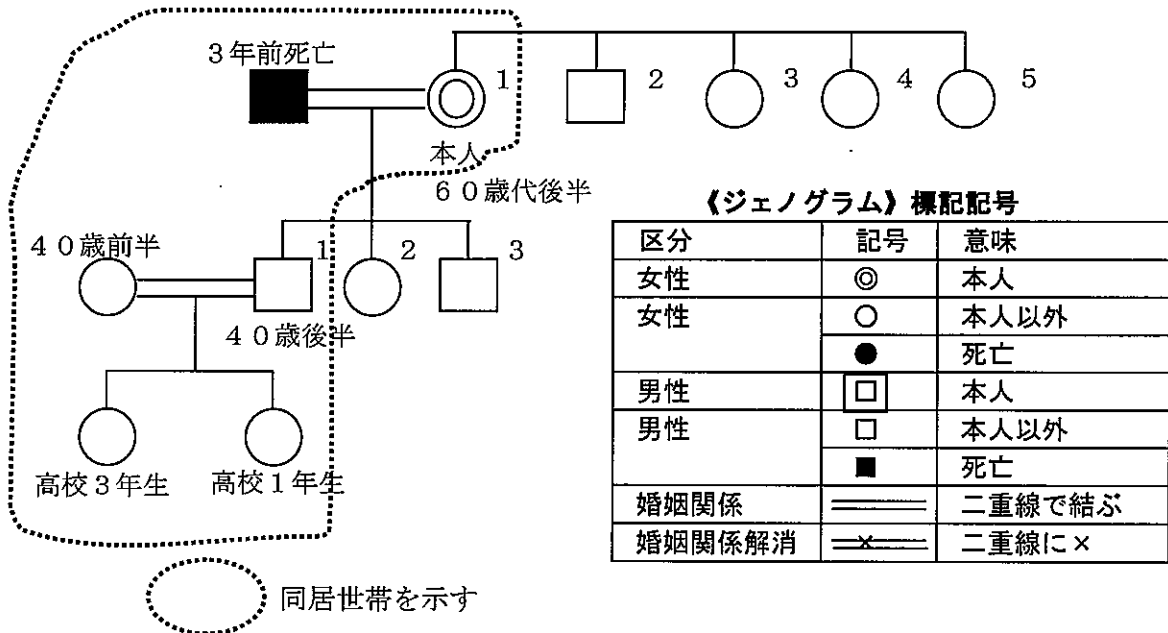 3年前死亡
1
2
3
4
5
本人
60歳代後半
40歳前半
1
2
3
40歳後半
高校3年生
高校1年生
同居世帯を示す
《ジェノグラム》標記記号
区分 記号 意味
女性 ◎ 本人
女性 ○ 本人以外
● 死亡
男性 回 本人
男性 □ 本人以外
■ 死亡
婚姻関係 二重線で結ぶ
婚姻関係解消 × 二重線に×